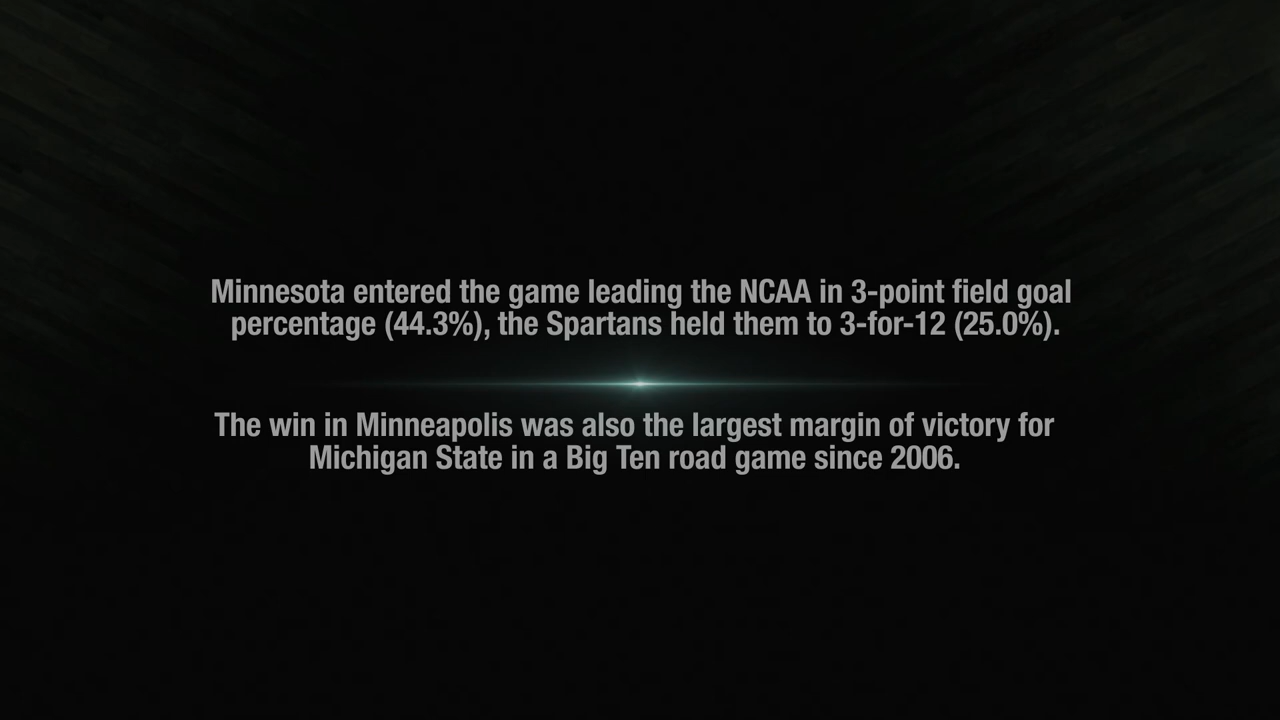 Minnesota entered the game leading the NCAA in 3-point field goal
percentage (44.3%), the Spartans held them to 3-for-12 (25.0%).
The win in Minneapolis was also the largest margin of victory for
Michigan State in a Big Ten road game since 2006.